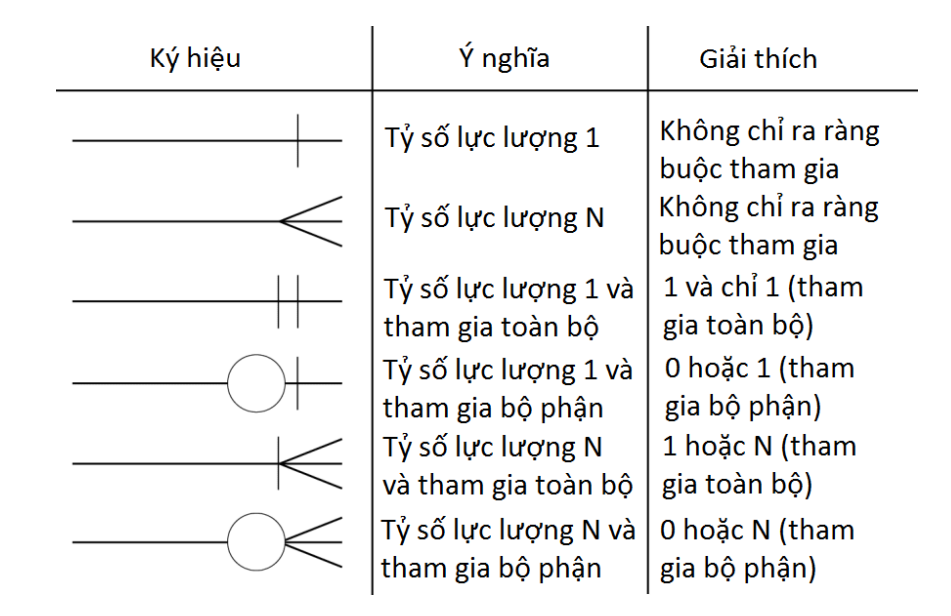 Ký hiệu
Ý nghĩa
Giải thích
Tỷ số lực lượng 1
Không chỉ ra ràng
buộc tham gia
Tỷ số lực lượng N
Không chỉ ra ràng
buộc tham gia
Tỷ số lực lượng 1 và
tham gia toàn bộ
1 và chỉ 1 (tham
gia toàn bộ)
Tỷ số lực lượng 1 và
tham gia bộ phận
0 hoặc 1 (tham
gia bộ phận)
Tỷ số lực lượng N
và tham gia toàn bộ
1 hoặc N (tham
gia toàn bộ)
Tỷ số lực lượng N và
tham gia bộ phận
0 hoặc N (tham
gia bộ phận)